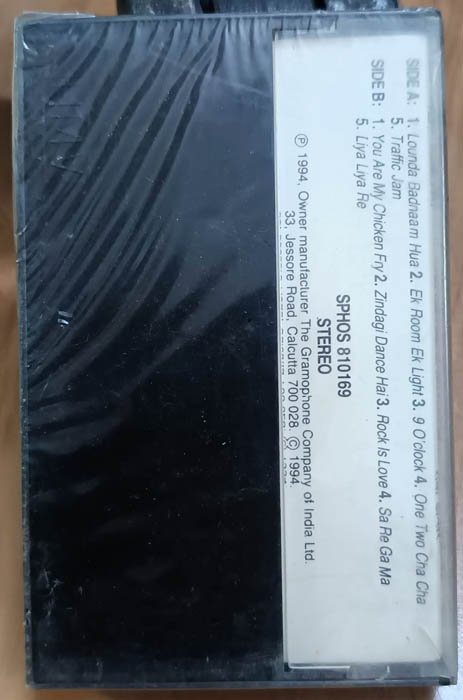 SIDE A: 1. Lounda Badnaam Hua 2. Ek Room Ek Light 3. 9 O'clock 4. One Two Cha Cha
5. Traffic Jam
SIDE B: 1. You Are My Chicken Fry 2. Zindagi Dance Hai 3. Rock Is Love 4. Sa Re Ga Ma
5. Liya Liya Re
SPHOS 810169
STEREO
℗ 1994, Owner manufacturer The Gramophone Company of India Ltd.
33, Jessore Road, Calcutta 700 028. © 1994.